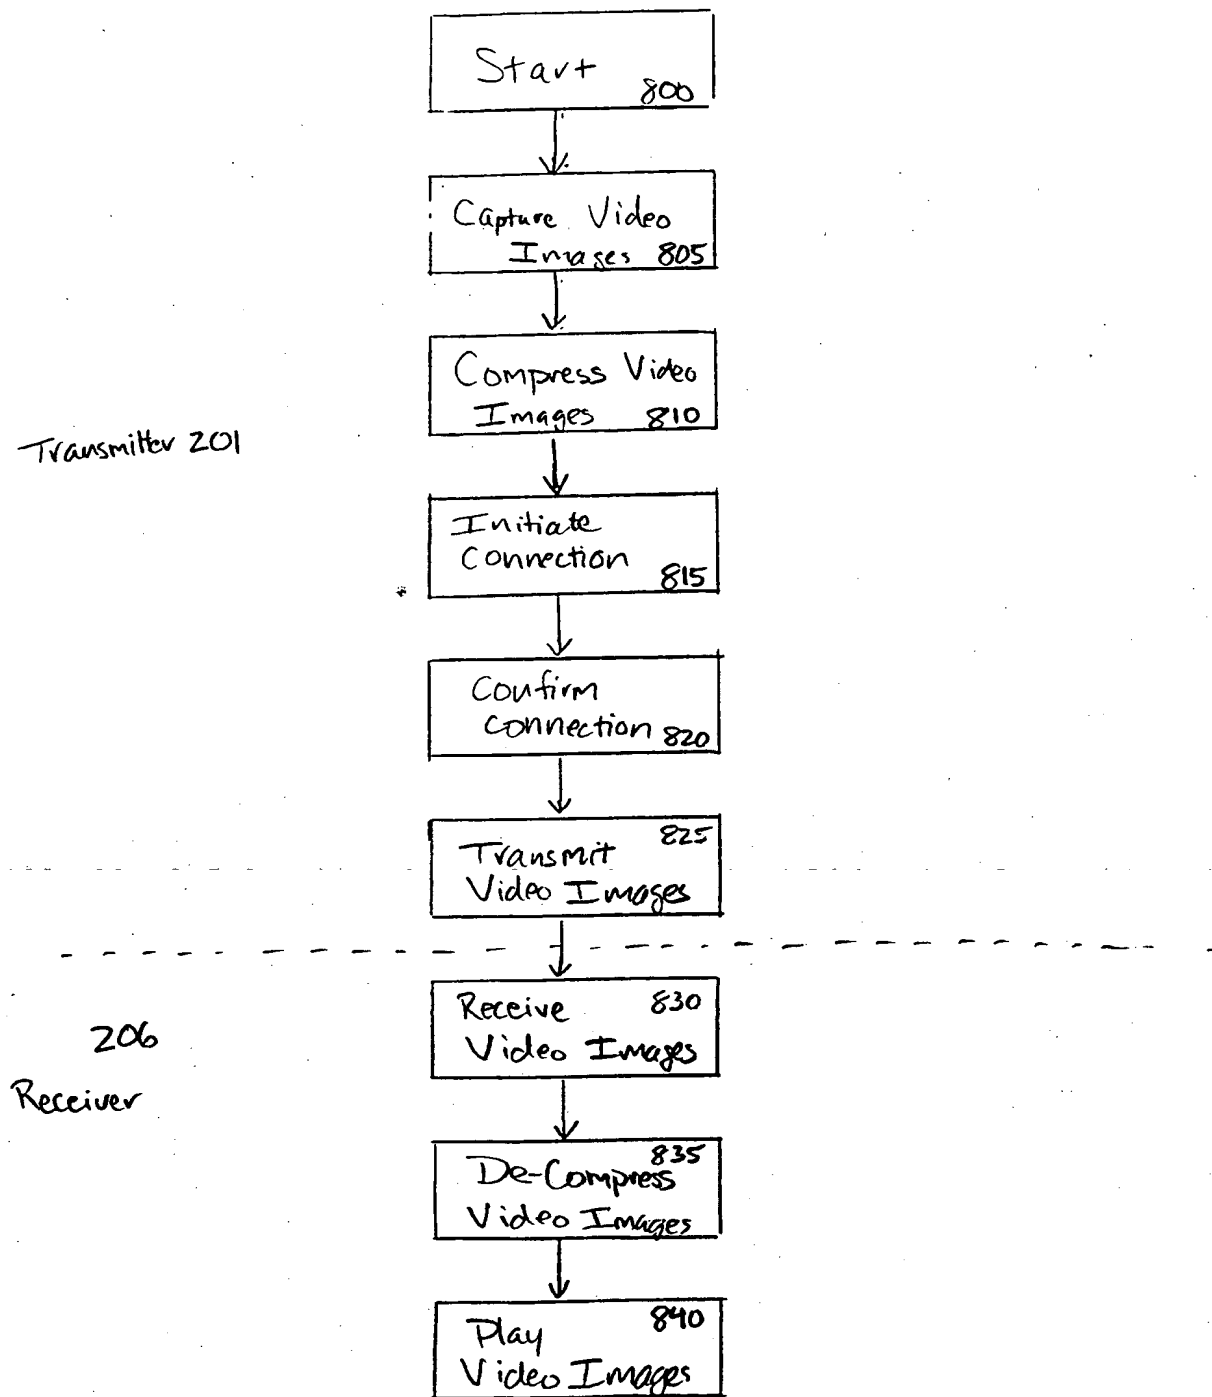 Start
800
Capture Video
Images 805
Compress Video
Images 810
Transmitter 201
Initiate
Connection
815
Confirm
Connection 820
825
Transmit
Video Images
Receive 830
Video Images
206
Receiver
835
De-Compress
Video Images
840
Play
Video Images